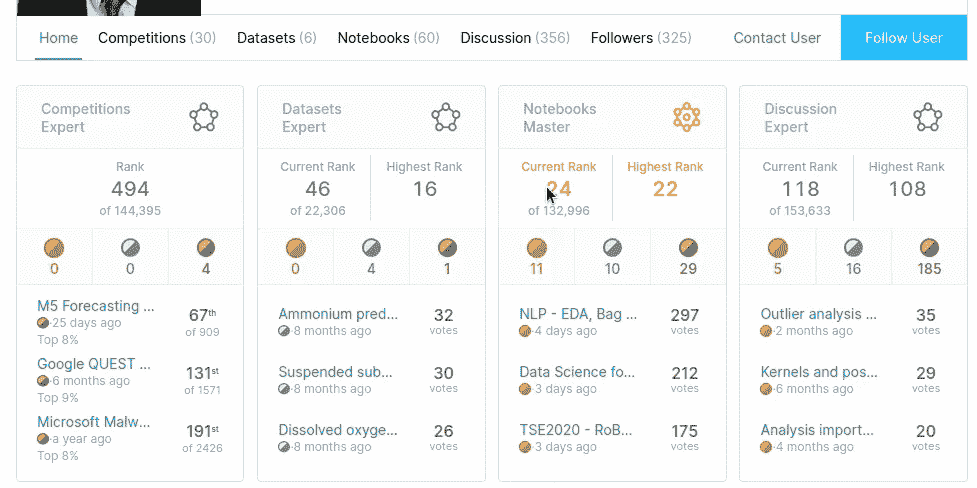 Home Competitions (30) Datasets (6) Notebooks (60) Discussion (356) Followers (325) Contact User Follow User
Competitions
Expert
Rank
494
of 144,395
0 0 4
M5 Forecasting ...
25 days ago
Top 8%
67th
of 909
Google QUEST ...
6 months ago
Top 9%
131st
of 1571
Microsoft Malw...
a year ago
Top 8%
191st
of 2426
Datasets
Expert
Current Rank Highest Rank
46 16
of 22,306
0 4 1
Ammonium pred... 32
8 months ago votes
Suspended sub... 30
8 months ago votes
Dissolved oxyge... 26
8 months ago votes
Notebooks
Master
Current Rank Highest Rank
24 22
of 132,996
11 10 29
NLP - EDA, Bag ... 297
4 days ago votes
Data Science fo... 212
3 days ago votes
TSE2020 - RoB... 175
3 days ago votes
Discussion
Expert
Current Rank Highest Rank
118 108
of 153,633
5 16 185
Outlier analysis ... 35
2 months ago votes
Kernels and pos... 29
6 months ago votes
Analysis import... 20
4 months ago votes